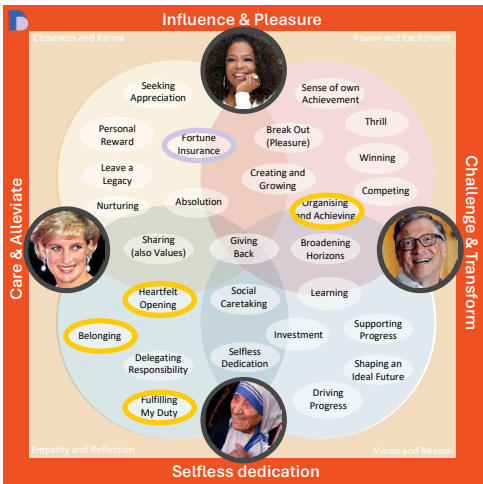 Influence & Pleasure
Closeness and Karma
Power and Excitement
Seeking
Appreciation
Sense of own
Achievement
Personal
Reward
Fortune
Insurance
Break Out
(Pleasure)
Thrill
Winning
Leave a
Legacy
Creating and
Growing
Competing
Nurturing
Absolution
Organising
and Achieving
Care & Alleviate
Challenge & Transform
Sharing
(also Values)
Giving
Back
Broadening
Horizons
Heartfelt
Opening
Social
Caretaking
Learning
Belonging
Investment
Supporting
Progress
Delegating
Responsibility
Selfless
Dedication
Shaping an
Ideal Future
Fulfilling
My Duty
Driving
Progress
Empathy and Reflection
Vision and Reason
Selfless dedication